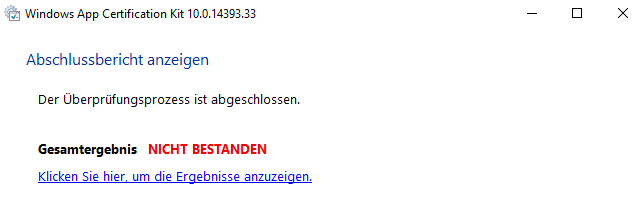 Windows App Certification Kit 10.0.14393.33
Abschlussbericht anzeigen
Der Überprüfungsprozess ist abgeschlossen.
Gesamtergebnis NICHT BESTANDEN
Klicken Sie hier, um die Ergebnisse anzuzeigen.